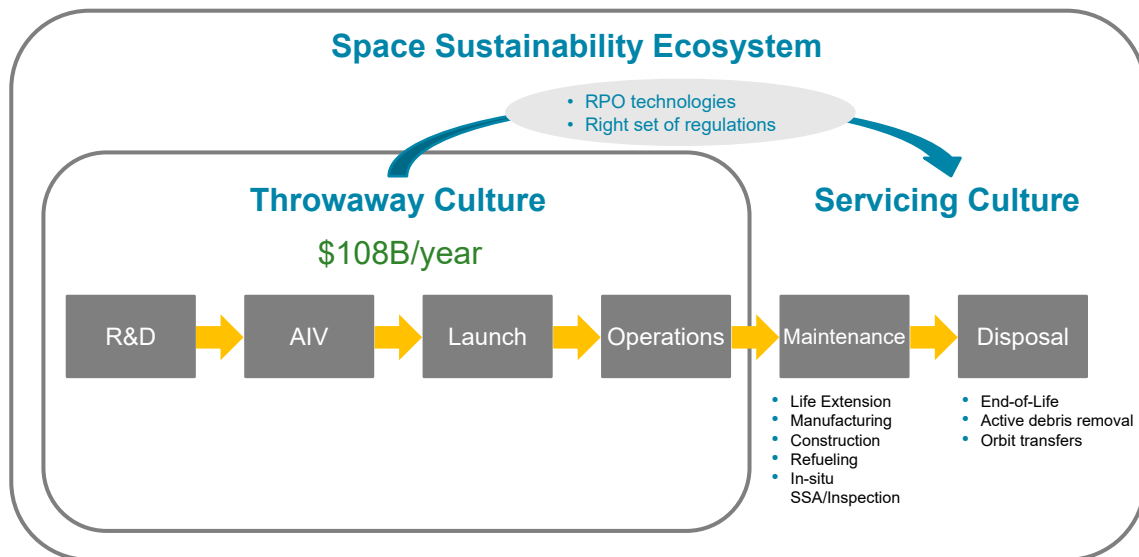 Space Sustainability Ecosystem
• RPO technologies
• Right set of regulations
Throwaway Culture
$108B/year
Servicing Culture
R&D
AIV
Launch
Operations
Maintenance
Disposal
• Life Extension
• Manufacturing
• Construction
• Refueling
• In-situ
SSA/Inspection
• End-of-Life
• Active debris removal
• Orbit transfers